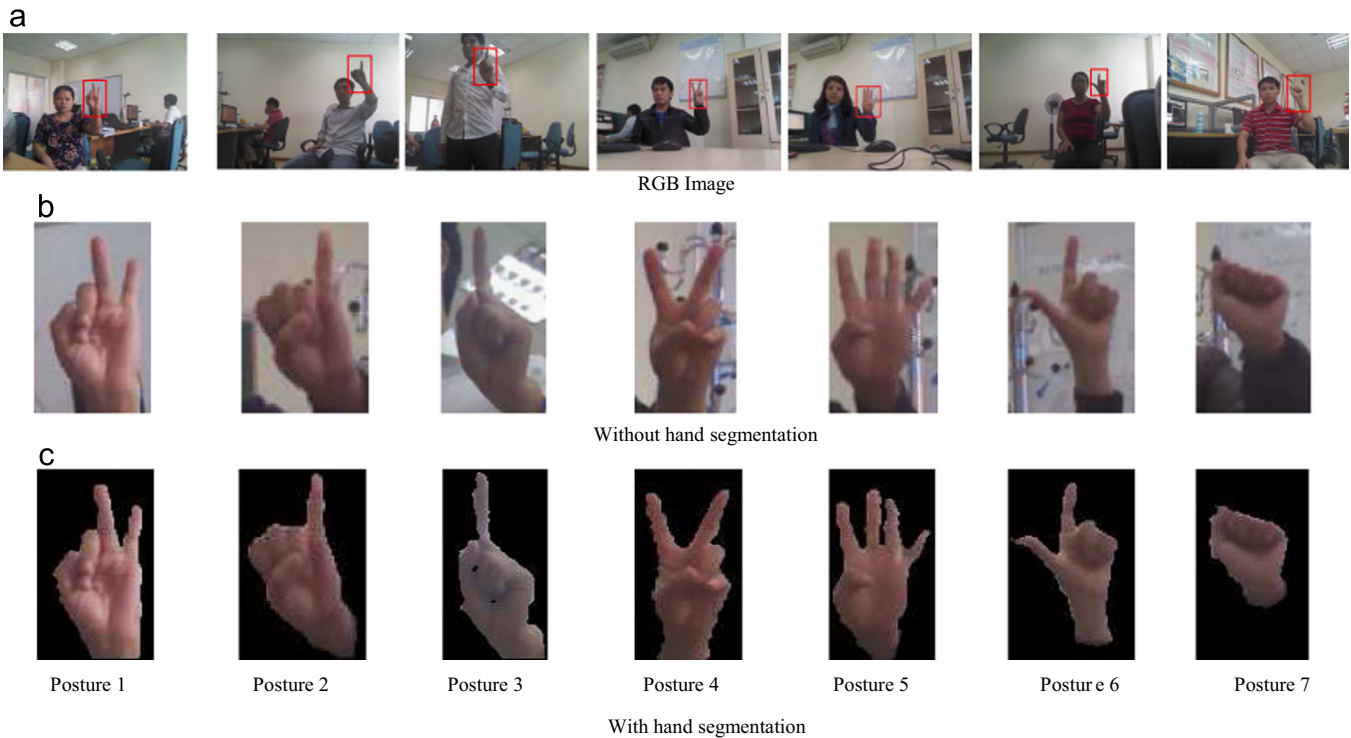 a
RGB Image
b
Without hand segmentation
c
Posture 1 Posture 2 Posture 3 Posture 4 Posture 5 Postur e 6 Posture 7
With hand segmentation